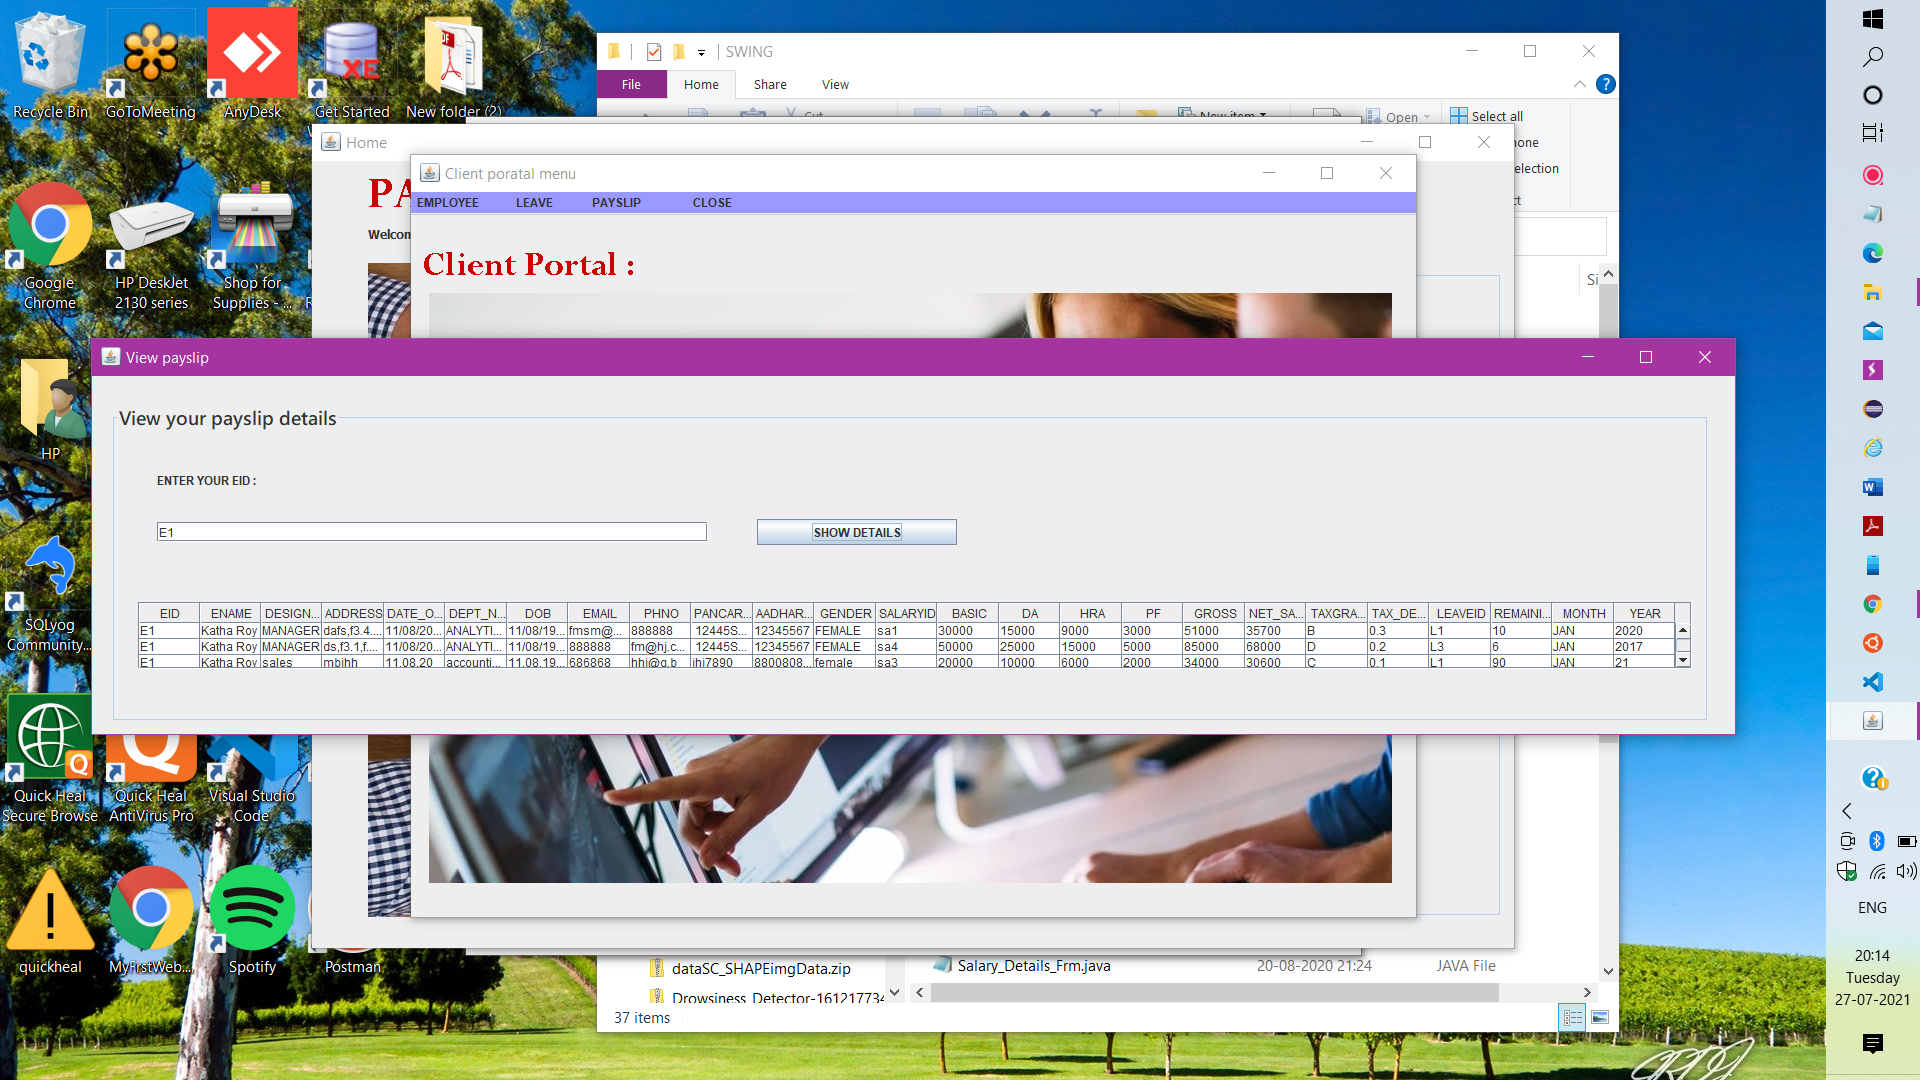 Recycle Bin
GoToMeeting
AnyDesk
Get Started
New folder (2)
Google
Chrome
HP DeskJet
2130 series
Shop for
Supplies - ...
HP
SQLyog
Community...
Quick Heal
Secure Browse
Quick Heal
AntiVirus Pro
Visual Studio
Code
quickheal
MyFirstWeb...
Spotify
Postman
SWING
File Home Share View
Cut New item Open Select all
Home
Welcom
Client poratal menu
EMPLOYEE LEAVE PAYSLIP CLOSE
Client Portal :
View payslip
View your payslip details
ENTER YOUR EID :
E1
SHOW DETAILS
EID ENAME DESIGN... ADDRESS DATE_O... DEPT_N... DOB EMAIL PHNO PANCAR... AADHAR... GENDER SALARYID BASIC DA HRA PF GROSS NET_SA... TAXGRA... TAX_DE... LEAVEID REMAINI... MONTH YEAR
E1 Katha Roy MANAGER dafs,f3.4.... 11/08/20... ANALYTI... 11/08/19... fmsm@... 888888 12445S... 12345567 FEMALE sa1 30000 15000 9000 3000 51000 35700 B 0.3 L1 10 JAN 2020
E1 Katha Roy MANAGER ds,f3.1,f.... 11/08/20... ANALYTI... 11/08/19... 888888 fm@hj.c... 12445S... 12345567 FEMALE sa4 50000 25000 15000 5000 85000 68000 D 0.2 L3 6 JAN 2017
E1 Katha Roy sales mbjhh 11.08.20 accounti... 11.08.19... 686868 hhj@g.b jhj7890 8800808... female sa3 20000 10000 6000 2000 34000 30600 C 0.1 L1 90 JAN 21
dataSC_SHAPEimgData.zip
Drowsiness_Detector-161217734
Salary_Details_Frm.java 20-08-2020 21:24 JAVA File
37 items
ENG
20:14
Tuesday
27-07-2021